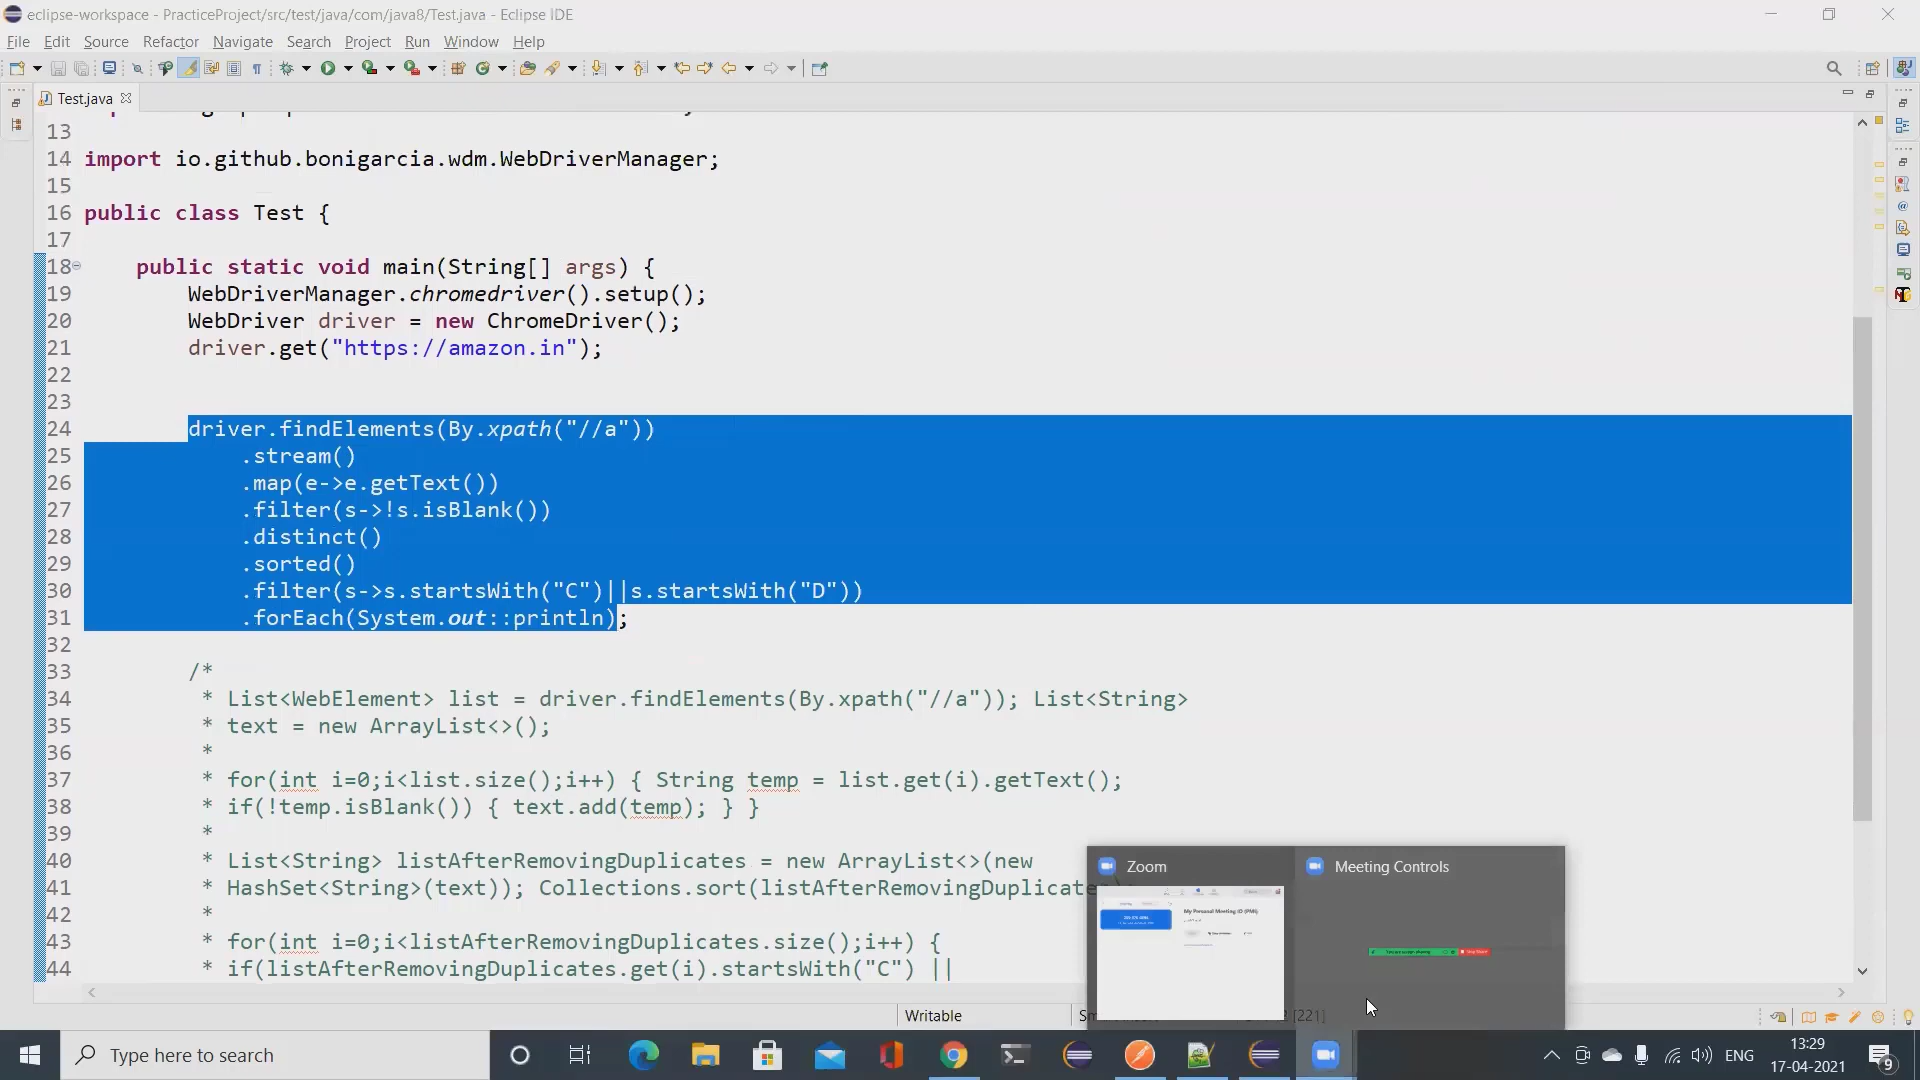 eclipse-workspace - PracticeProject/src/test/java/com/java8/Test.java - Eclipse IDE
File Edit Source Refactor Navigate Search Project Run Window Help
Test.java
13
14 import io.github.bonigarcia.wdm.WebDriverManager;
15
16 public class Test {
17
18 public static void main(String[] args) {
19 WebDriverManager.chromedriver().setup();
20 WebDriver driver = new ChromeDriver();
21 driver.get("https://amazon.in");
22
23
24 driver.findElements(By.xpath("//a"))
25 .stream()
26 .map(e->e.getText())
27 .filter(s->!s.isBlank())
28 .distinct()
29 .sorted()
30 .filter(s->s.startsWith("C")||s.startsWith("D"))
31 .forEach(System.out::println);
32
33 /*
34 * List<WebElement> list = driver.findElements(By.xpath("//a")); List<String>
35 * text = new ArrayList<>();
36 *
37 * for(int i=0;i<list.size();i++) { String temp = list.get(i).getText();
38 * if(!temp.isBlank()) { text.add(temp); } }
39 *
40 * List<String> listAfterRemovingDuplicates = new ArrayList<>(new
41 * HashSet<String>(text)); Collections.sort(listAfterRemovingDuplicate
42 *
43 * for(int i=0;i<listAfterRemovingDuplicates.size();i++) {
44 * if(listAfterRemovingDuplicates.get(i).startsWith("C") ||
Zoom Meeting Controls
My Personal Meeting ID (PMI)
Writable [221]
Type here to search
ENG
13:29
17-04-2021
9